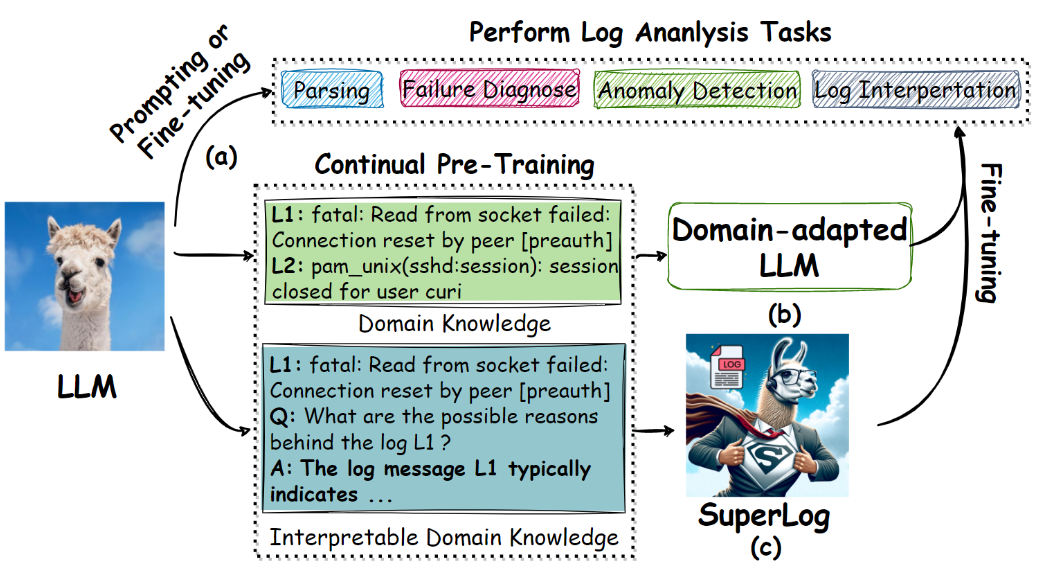 Perform Log Ananlysis Tasks
Parsing
Failure Diagnose
Anomaly Detection
Log Interpertation
Prompting or
Fine-tuning
(a)
Continual Pre-Training
L1: fatal: Read from socket failed:
Connection reset by peer [preauth]
L2: pam_unix(sshd:session): session
closed for user curi
Domain Knowledge
L1: fatal: Read from socket failed:
Connection reset by peer [preauth]
Q: What are the possible reasons
behind the log L1 ?
A: The log message L1 typically
indicates ...
Interpretable Domain Knowledge
LLM
Domain-adapted
LLM
(b)
Fine-tuning
LOG
S
SuperLog
(c)